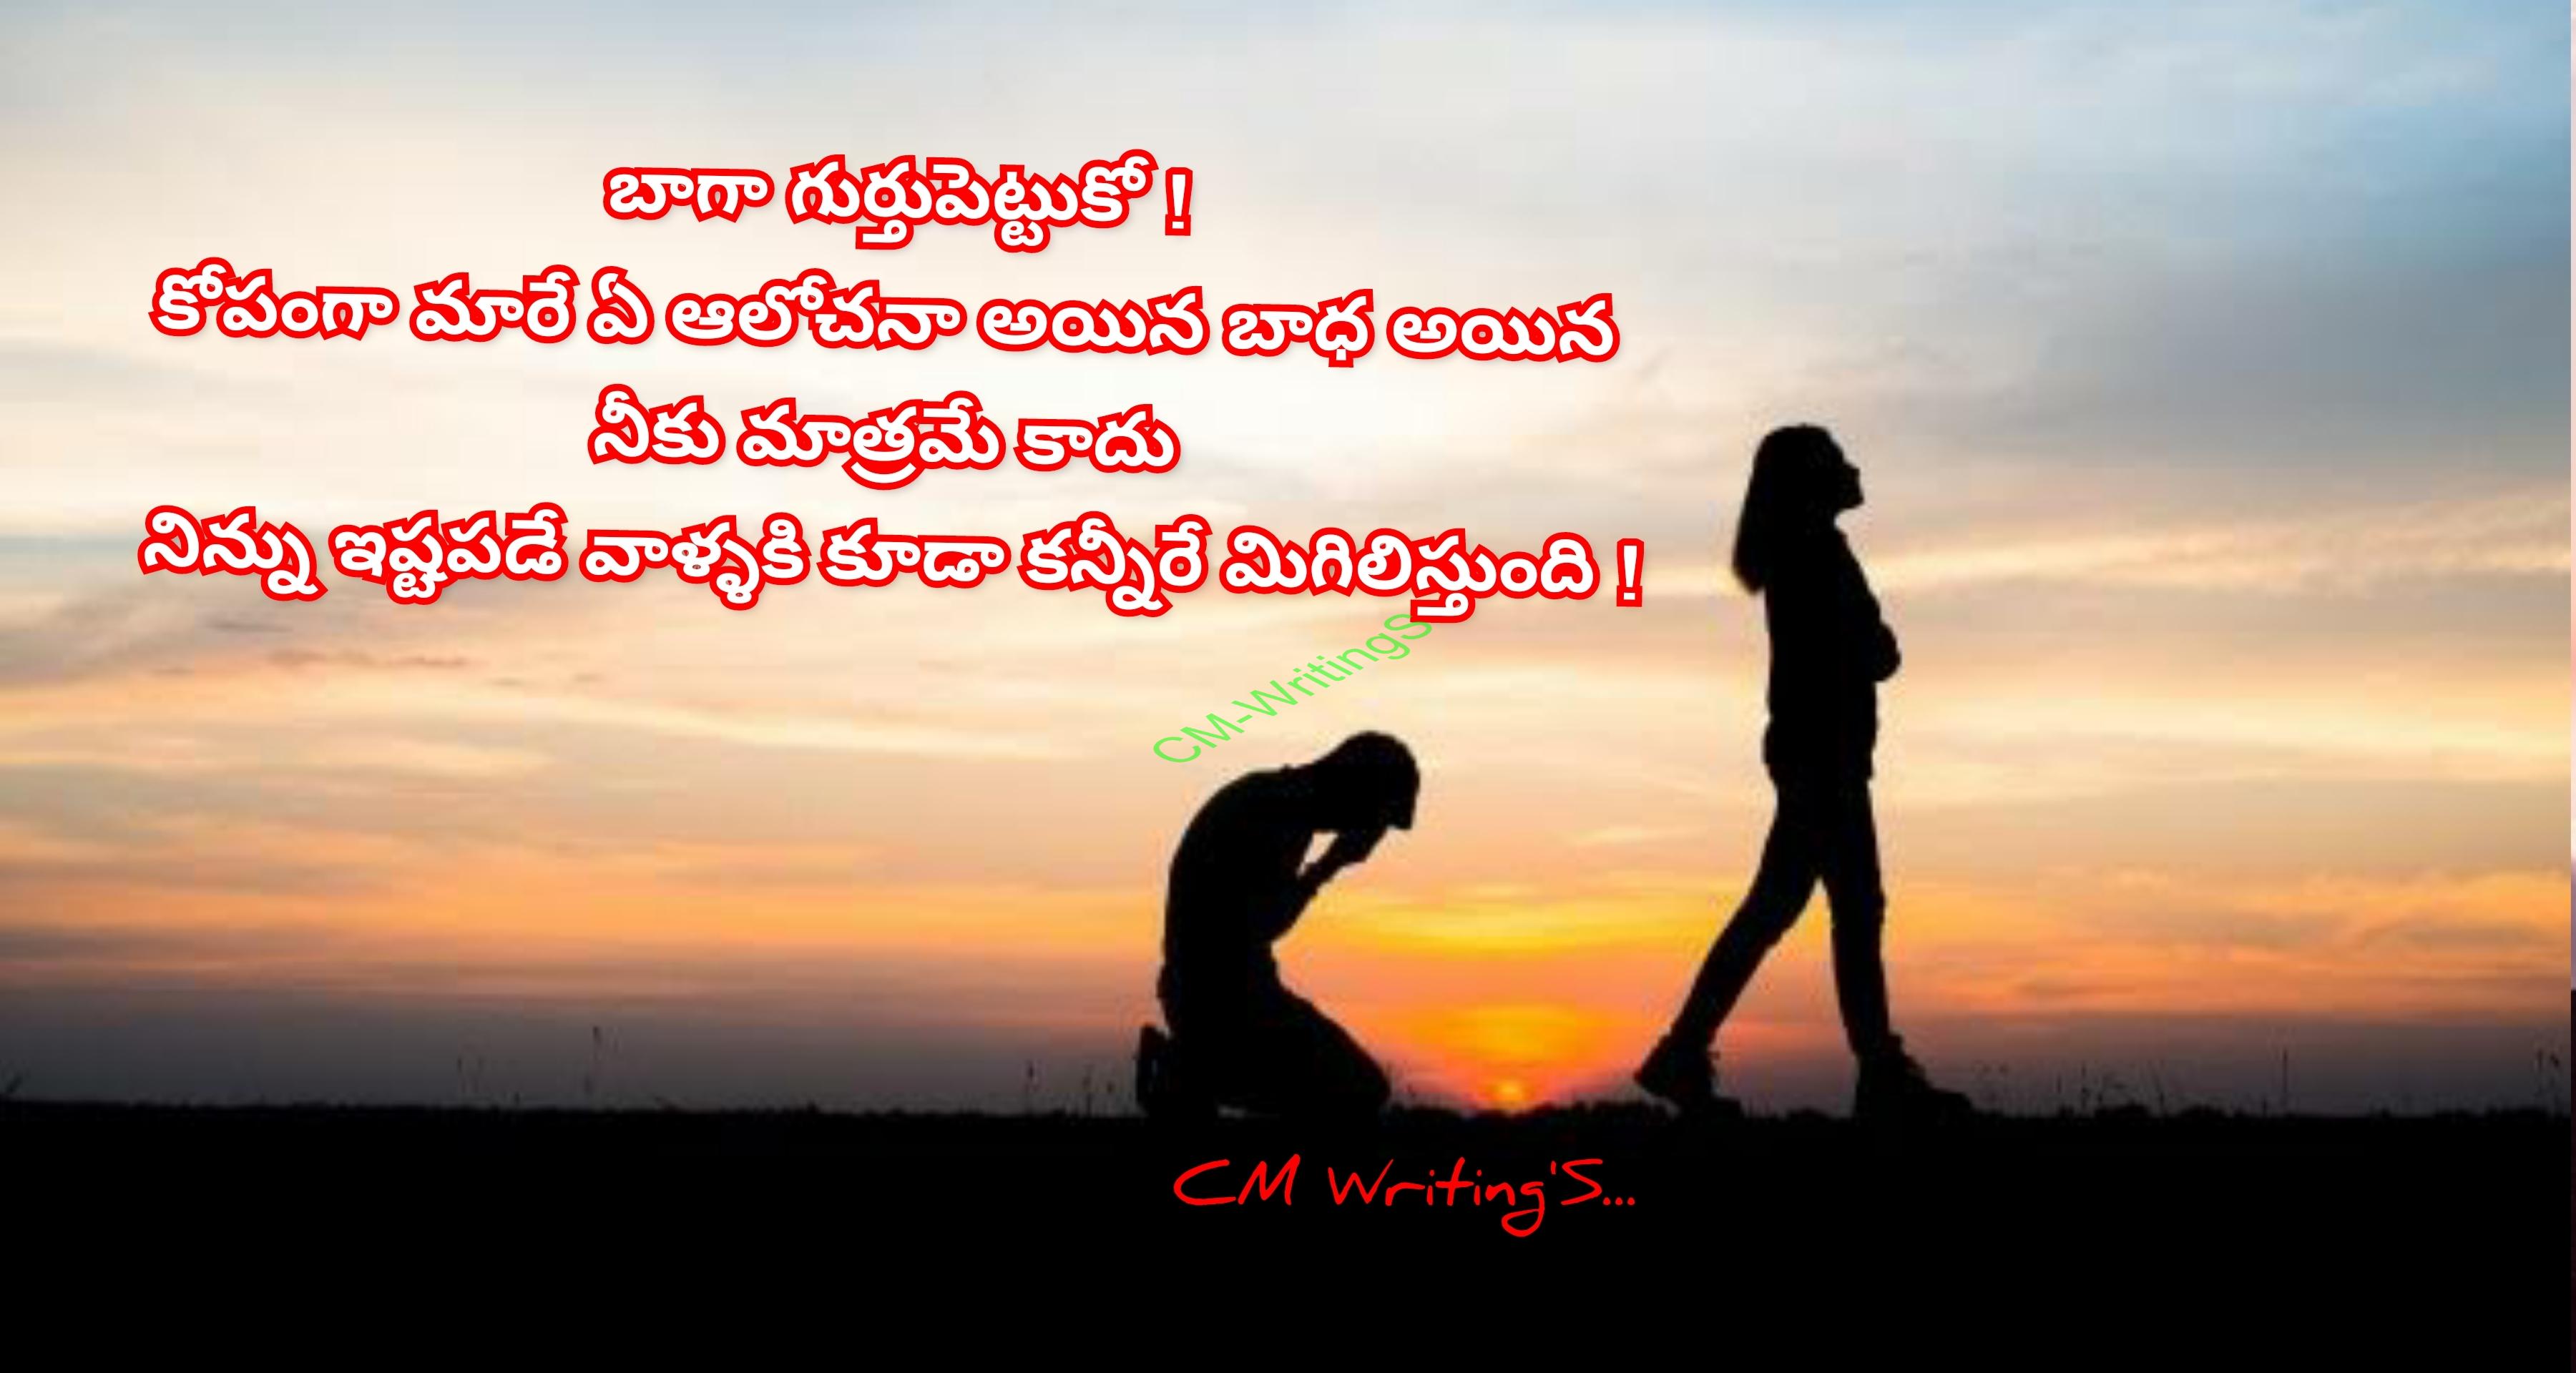 బాగా గుర్తుపెట్టుకో !
కోపంగా మారే ఏ ఆలోచనా అయిన బాధ అయిన
నీకు మాత్రమే కాదు
నిన్ను ఇష్టపడే వాళ్ళకి కూడా కన్నీరే మిగిలిస్తుంది !
CM-WritingS
CM Writing'S...